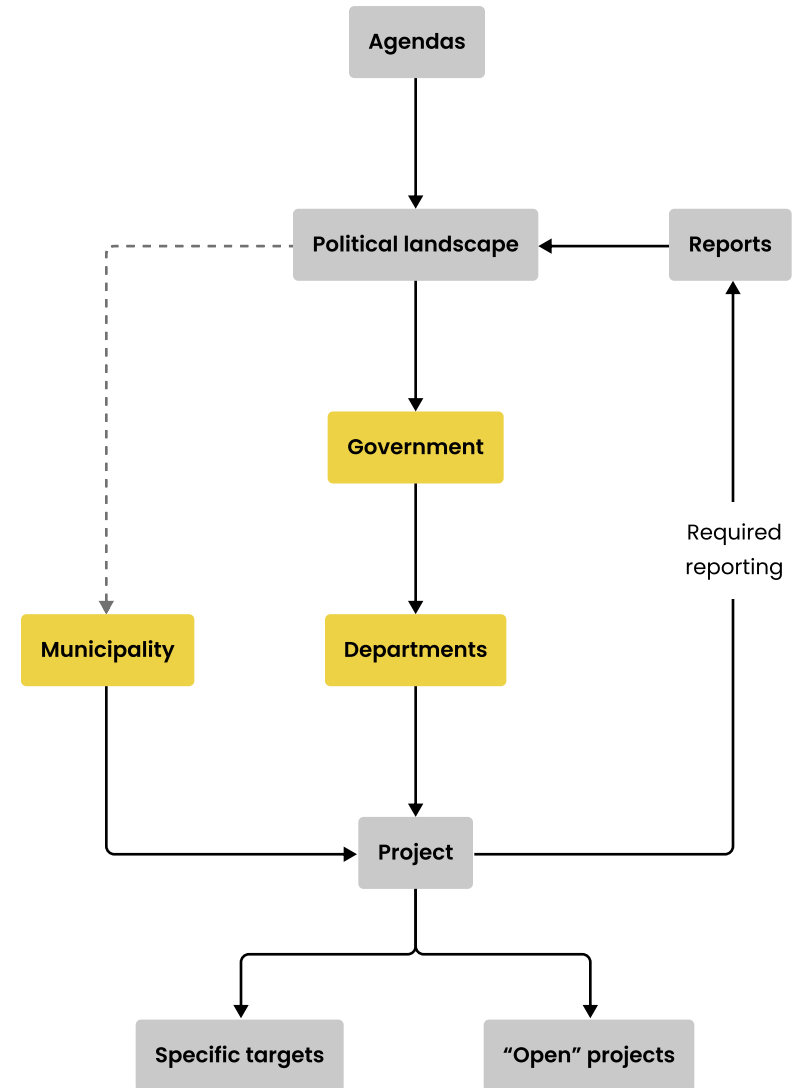 Agendas
Political landscape
Reports
Government
Required
reporting
Municipality
Departments
Project
Specific targets
“Open” projects